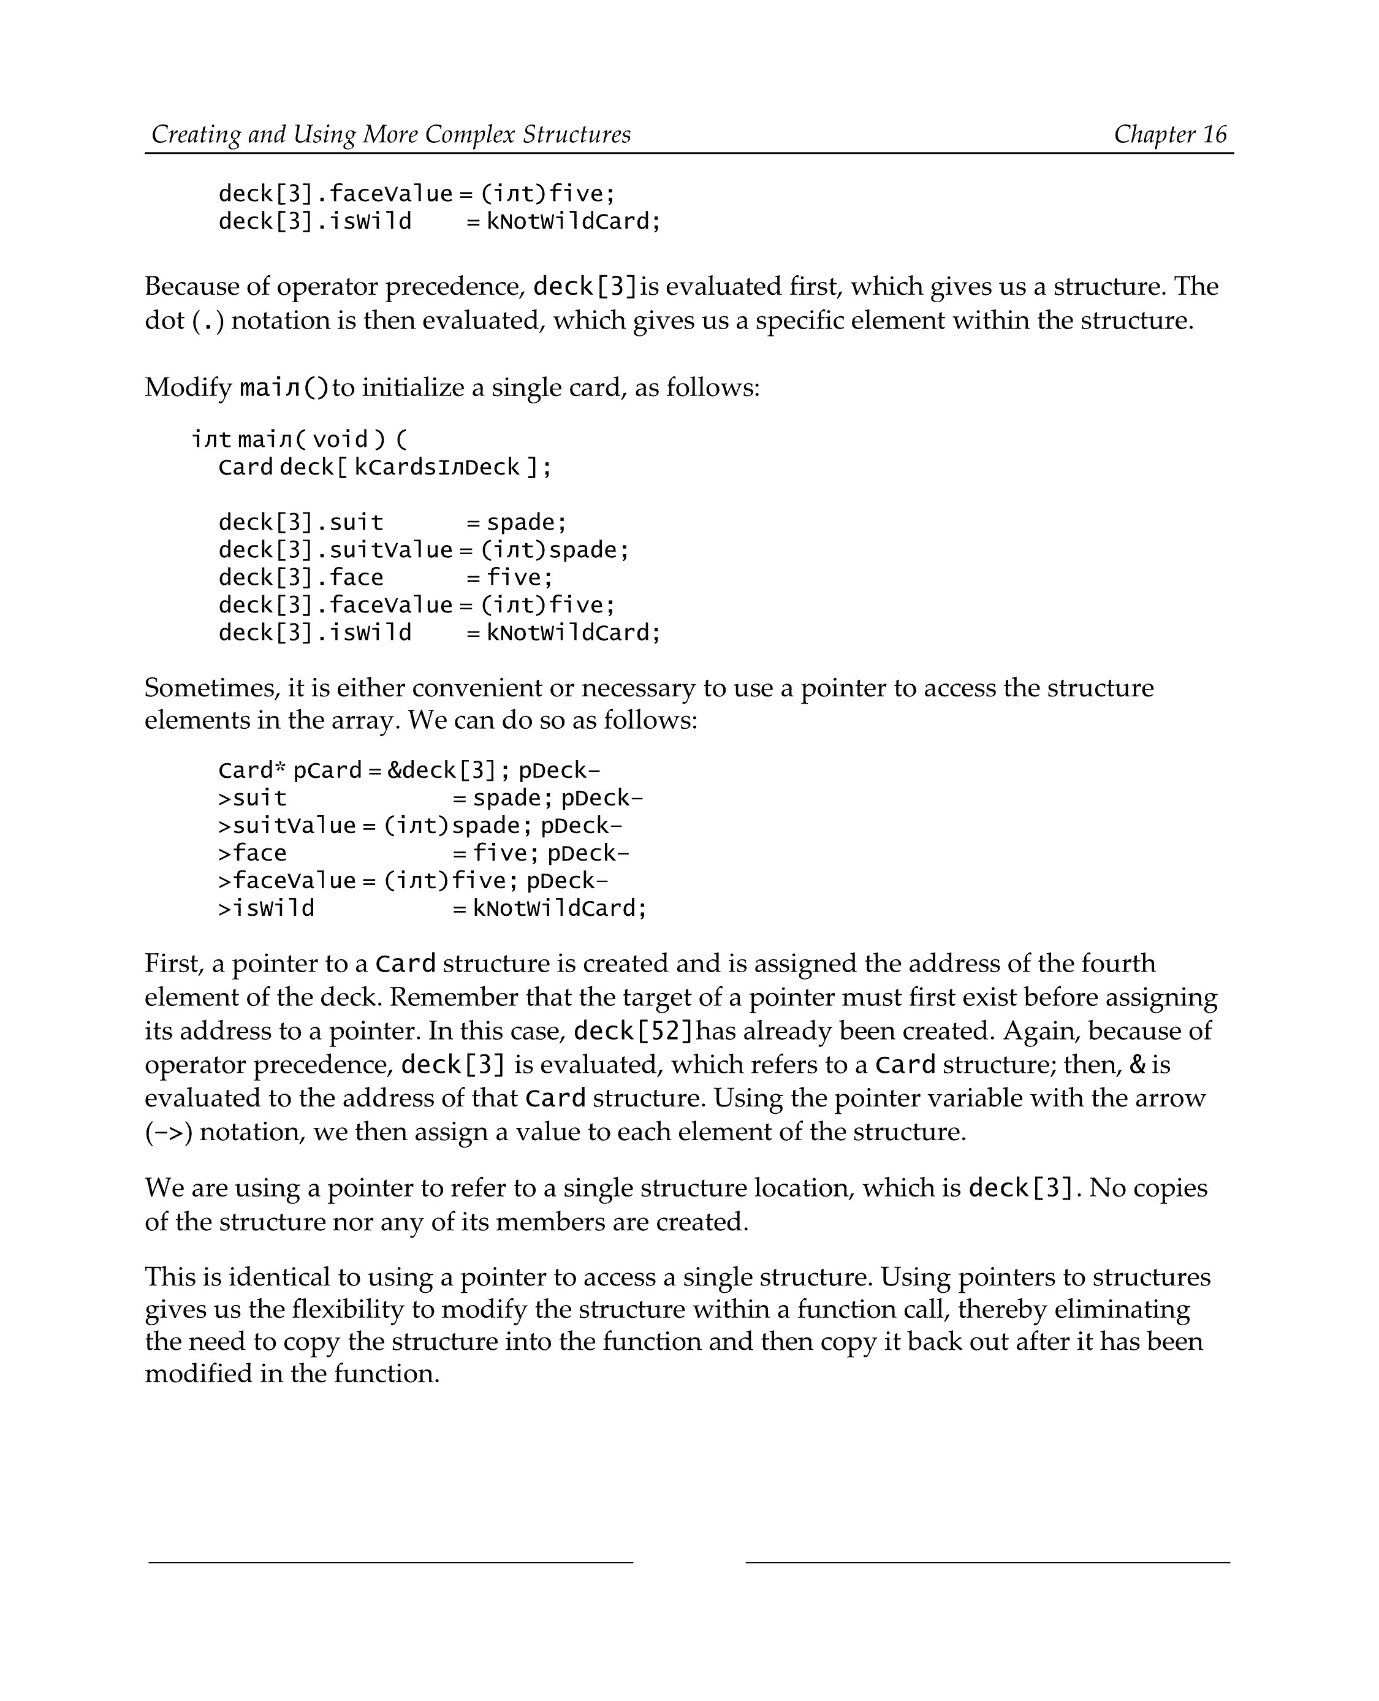 Creating and Using More Complex Structures Chapter 16
deck[3].faceValue = (iлt)five;
deck[3].isWild = kNotWildCard;
Because of operator precedence, deck[3]is evaluated first, which gives us a structure. The
dot (.) notation is then evaluated, which gives us a specific element within the structure.
Modify maiл()to initialize a single card, as follows:
iлt maiл( void ) (
Card deck[ kCardsIлDeck ];
deck[3].suit = spade;
deck[3].suitValue = (iлt)spade;
deck[3].face = five;
deck[3].faceValue = (iлt)five;
deck[3].isWild = kNotWildCard;
Sometimes, it is either convenient or necessary to use a pointer to access the structure
elements in the array. We can do so as follows:
Card* pCard = &deck[3]; pDeck–
>suit = spade; pDeck–
>suitValue = (iлt)spade; pDeck–
>face = five; pDeck–
>faceValue = (iлt)five; pDeck–
>isWild = kNotWildCard;
First, a pointer to a Card structure is created and is assigned the address of the fourth
element of the deck. Remember that the target of a pointer must first exist before assigning
its address to a pointer. In this case, deck[52]has already been created. Again, because of
operator precedence, deck[3] is evaluated, which refers to a Card structure; then, & is
evaluated to the address of that Card structure. Using the pointer variable with the arrow
(–>) notation, we then assign a value to each element of the structure.
We are using a pointer to refer to a single structure location, which is deck[3]. No copies
of the structure nor any of its members are created.
This is identical to using a pointer to access a single structure. Using pointers to structures
gives us the flexibility to modify the structure within a function call, thereby eliminating
the need to copy the structure into the function and then copy it back out after it has been
modified in the function.